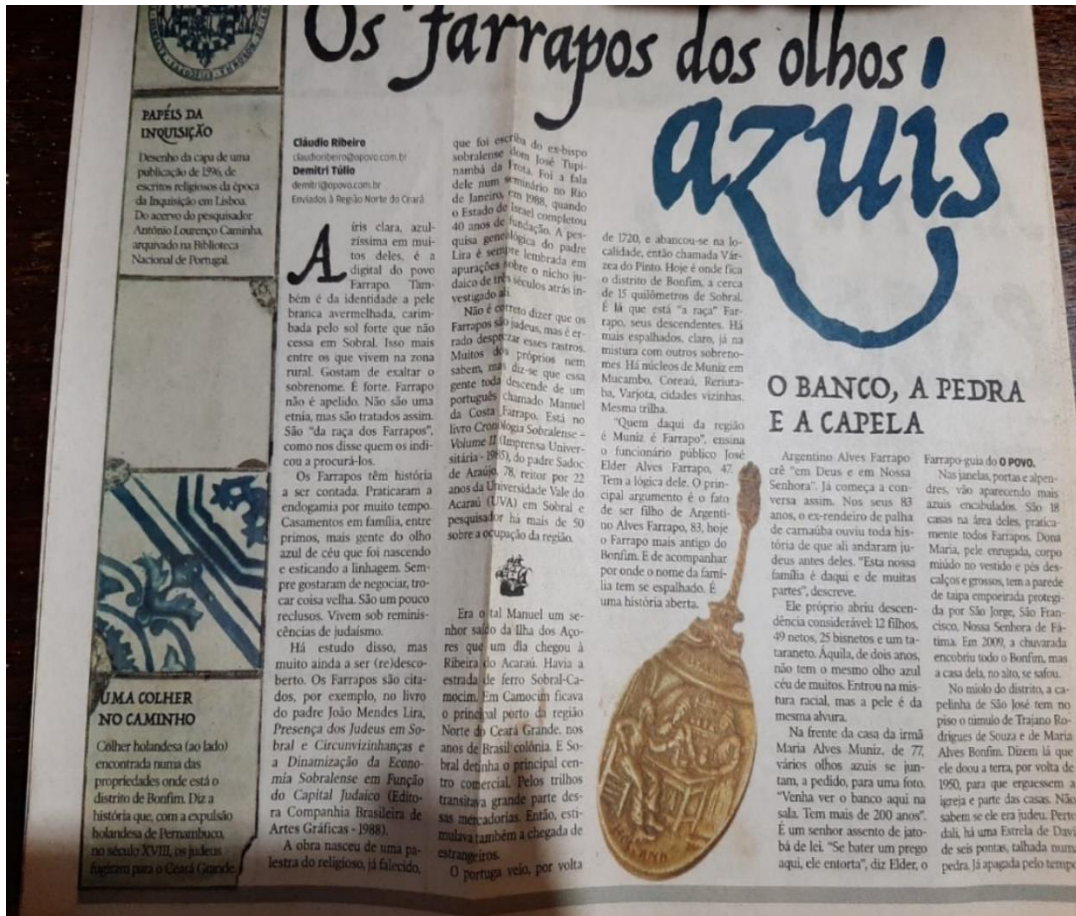 Os farrapos dos olhos
azuis
PAPÉIS DA
INQUISIÇÃO
Desenho da capa de uma
publicação de 1596, de
escritos religiosos da época
da Inquisição em Lisboa.
Do acervo do pesquisador
Antônio Lourenço Caminha,
arquivado na Biblioteca
Nacional de Portugal.
UMA COLHER
NO CAMINHO
Colher holandesa (ao lado)
encontrada numa das
propriedades onde está o
distrito de Bonfim. Diz a
história que, com a expulsão
holandesa de Pernambuco,
no século XVIII, os judeus
fugiram para o Ceará Grande.
Cláudio Ribeiro
claudioribeiro@opovo.com.br
Demitri Túlio
demitri@opovo.com.br
Enviados à Região Norte do Ceará
A íris clara, azul-
zíssima em mui-
tos deles, é a
digital do povo
Farrapo. Tam-
bém é da identidade a pele
branca avermelhada, carim-
bada pelo sol forte que não
cessa em Sobral. Isso mais
entre os que vivem na zona
rural. Gostam de exaltar o
sobrenome. É forte. Farrapo
não é apelido. Não são uma
etnia, mas são tratados assim.
São "da raça dos Farrapos",
como nos disse quem os indi-
cou a procurá-los.
Os Farrapos têm história
a ser contada. Praticaram a
endogamia por muito tempo.
Casamentos em família, entre
primos, mais gente do olho
azul de céu que foi nascendo
e esticando a linhagem. Sem-
pre gostaram de negociar, tro-
car coisa velha. São um pouco
reclusos. Vivem sob reminis-
cências de judaísmo.
Há estudo disso, mas
muito ainda a ser (re)desco-
berto. Os Farrapos são cita-
dos, por exemplo, no livro
do padre João Mendes Lira,
Presença dos Judeus em So-
bral e Circunvizinhanças e
a Dinamização da Econo-
mia Sobralense em Função
do Capital Judaico (Edito-
ra Companhia Brasileira de
Artes Gráficas - 1988).
A obra nasceu de uma pa-
lestra do religioso, já falecido,
que foi escriba do ex-bispo
sobralense dom José Tupi-
nambá da Frota. Foi a fala
dele num seminário no Rio
de Janeiro, em 1988, quando
o Estado de Israel completou
40 anos de fundação. A pes-
quisa genealógica do padre
Lira é sempre lembrada em
apurações sobre o nicho ju-
daico de três séculos atrás in-
vestigado ali.
Não é correto dizer que os
Farrapos são judeus, mas é er-
rado desprezar esses rastros.
Muitos dos próprios nem
sabem, mas diz-se que essa
gente toda descende de um
português chamado Manuel
da Costa Farrapo. Está no
livro Cronologia Sobralense –
Volume II (Imprensa Univer-
sitária - 1985), do padre Sadoc
de Araújo, 78, reitor por 22
anos da Universidade Vale do
Acaraú (UVA) em Sobral e
pesquisador há mais de 50
sobre a ocupação da região.
Era o tal Manuel um se-
nhor saído da Ilha dos Aço-
res que um dia chegou à
Ribeira do Acaraú. Havia a
estrada de ferro Sobral-Ca-
mocim. Em Camocim ficava
o principal porto da região
Norte do Ceará Grande, nos
anos de Brasil colônia. E So-
bral detinha o principal cen-
tro comercial. Pelos trilhos
transitava grande parte des-
sas mercadorias. Então, esti-
mulava também a chegada de
estrangeiros.
O portuga veio, por volta
de 1720, e abancou-se na lo-
calidade, então chamada Vár-
zea do Pinto. Hoje é onde fica
o distrito de Bonfim, a cerca
de 15 quilômetros de Sobral.
É lá que está "a raça" Far-
rapo, seus descendentes. Há
mais espalhados, claro, já na
mistura com outros sobreno-
mes. Há núcleos de Muniz em
Mucambo, Coreaú, Reriuta-
ba, Varjota, cidades vizinhas.
Mesma trilha.
"Quem daqui da região
é Muniz é Farrapo", ensina
o funcionário público José
Elder Alves Farrapo, 47.
Tem a lógica dele. O prin-
cipal argumento é o fato
de ser filho de Argenti-
no Alves Farrapo, 83, hoje
o Farrapo mais antigo do
Bonfim. E de acompanhar
por onde o nome da famí-
lia tem se espalhado. É
uma história aberta.
O BANCO, A PEDRA
E A CAPELA
Argentino Alves Farrapo
crê "em Deus e em Nossa
Senhora". Já começa a con-
versa assim. Nos seus 83
anos, o ex-rendeiro de palha
de carnaúba ouviu toda his-
tória de que ali andaram ju-
deus antes deles. "Esta nossa
família é daqui e de muitas
partes", descreve.
Ele próprio abriu descen-
dência considerável: 12 filhos,
49 netos, 25 bisnetos e um ta-
taraneto. Áquila, de dois anos,
não tem o mesmo olho azul
céu de muitos. Entrou na mis-
tura racial, mas a pele é da
mesma alvura.
Na frente da casa da irmã
Maria Alves Muniz, de 77,
vários olhos azuis se jun-
tam, a pedido, para uma foto.
"Venha ver o banco aqui na
sala. Tem mais de 200 anos".
É um senhor assento de jato-
bá de lei. "Se bater um prego
aqui, ele entorta", diz Elder, o
Farrapo-guia do O POVO.
Nas janelas, portas e alpen-
dres, vão aparecendo mais
azuis encabulados. São 18
casas na área deles, pratica-
mente todos Farrapos. Dona
Maria, pele enrugada, corpo
miúdo no vestido e pés des-
calços e grossos, tem a parede
de taipa empoeirada protegi-
da por São Jorge, São Fran-
cisco, Nossa Senhora de Fá-
tima. Em 2009, a chuvarada
encobriu todo o Bonfim, mas
a casa dela, no alto, se safou.
No miolo do distrito, a ca-
pelinha de São José tem no
piso o túmulo de Trajano Ro-
drigues de Souza e de Maria
Alves Bonfim. Dizem lá que
ele doou a terra, por volta de
1950, para que erguessem a
igreja e parte das casas. Não
sabem se ele era judeu. Perto
dali, há uma Estrela de Davi
de seis pontas, talhada numa
pedra. Já apagada pelo tempo